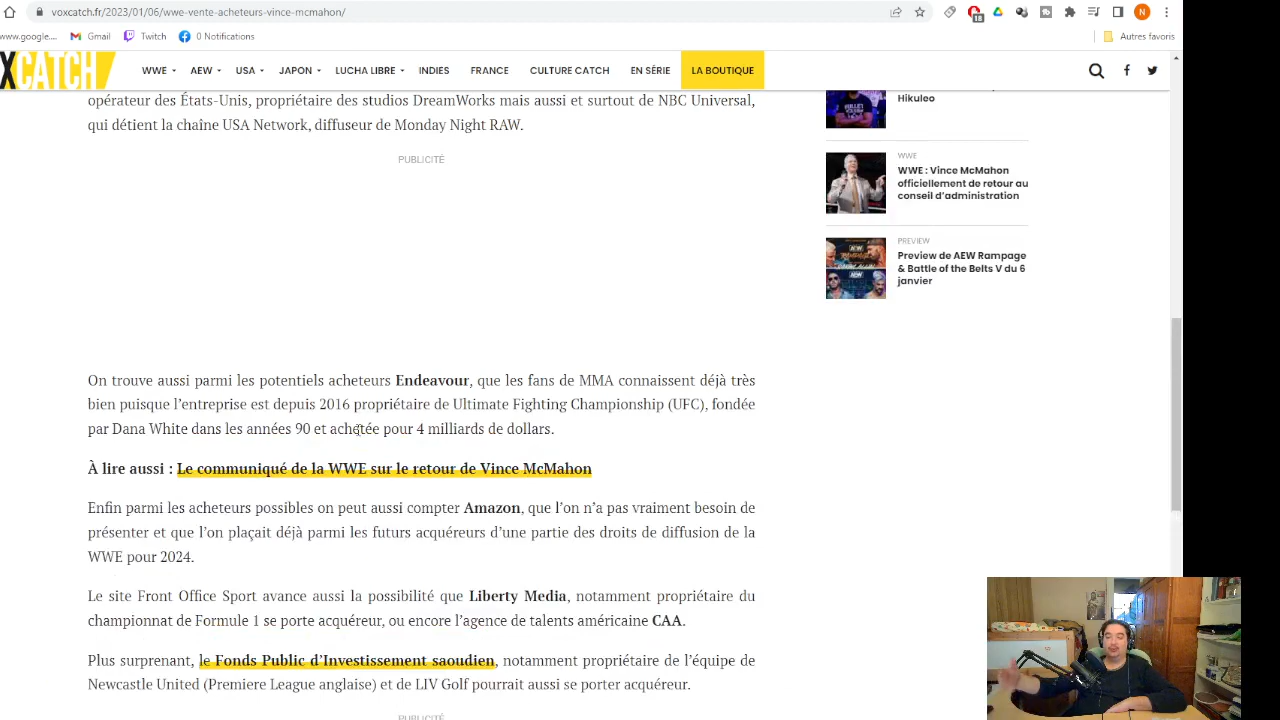 voxcatch.fr/2023/01/06/wwe-vente-acheteurs-vince-mcmahon/
18
N
www.google....
Gmail
Twitch
0 Notifications
Autres favoris
XCATCH
WWE
AEW
USA
JAPON
LUCHA LIBRE
INDIES
FRANCE
CULTURE CATCH
EN SÉRIE
LA BOUTIQUE
opérateur des États-Unis, propriétaire des studios DreamWorks mais aussi et surtout de NBC Universal,
qui détient la chaine USA Network, diffuseur de Monday Night RAW.
PUBLICITÉ
On trouve aussi parmi les potentiels acheteurs Endeavour, que les fans de MMA connaissent déjà très
bien puisque l'entreprise est depuis 2016 propriétaire de Ultimate Fighting Championship (UFC), fondée
par Dana White dans les années 90 et achetée pour 4 milliards de dollars.
À lire aussi : Le communiqué de la WWE sur le retour de Vince McMahon
Enfin parmi les acheteurs possibles on peut aussi compter Amazon, que l'on n'a pas vraiment besoin de
présenter et que l'on plaçait déjà parmi les futurs acquéreurs d'une partie des droits de diffusion de la
WWE pour 2024.
Le site Front Office Sport avance aussi la possibilité que Liberty Media, notamment propriétaire du
championnat de Formule 1 se porte acquéreur, ou encore l'agence de talents américaine CAA.
Plus surprenant, le Fonds Public d'Investissement saoudien, notamment propriétaire de l'équipe de
Newcastle United (Premiere League anglaise) et de LIV Golf pourrait aussi se porter acquéreur.
PUBLICITÉ
Hikuleo
WWE
WWE : Vince McMahon
officiellement de retour au
conseil d'administration
PREVIEW
Preview de AEW Rampage
& Battle of the Belts V du 6
janvier